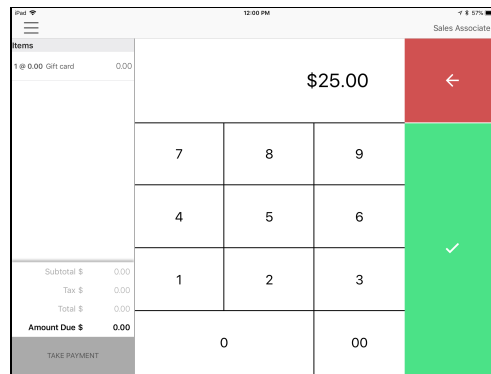 iPad 12:00 PM 57%
Sales Associate
Items
1 @ 0.00 Gift card 0.00
$25.00
7 8 9
4 5 6
1 2 3
0 00
Subtotal $ 0.00
Tax $ 0.00
Total $ 0.00
Amount Due $ 0.00
TAKE PAYMENT